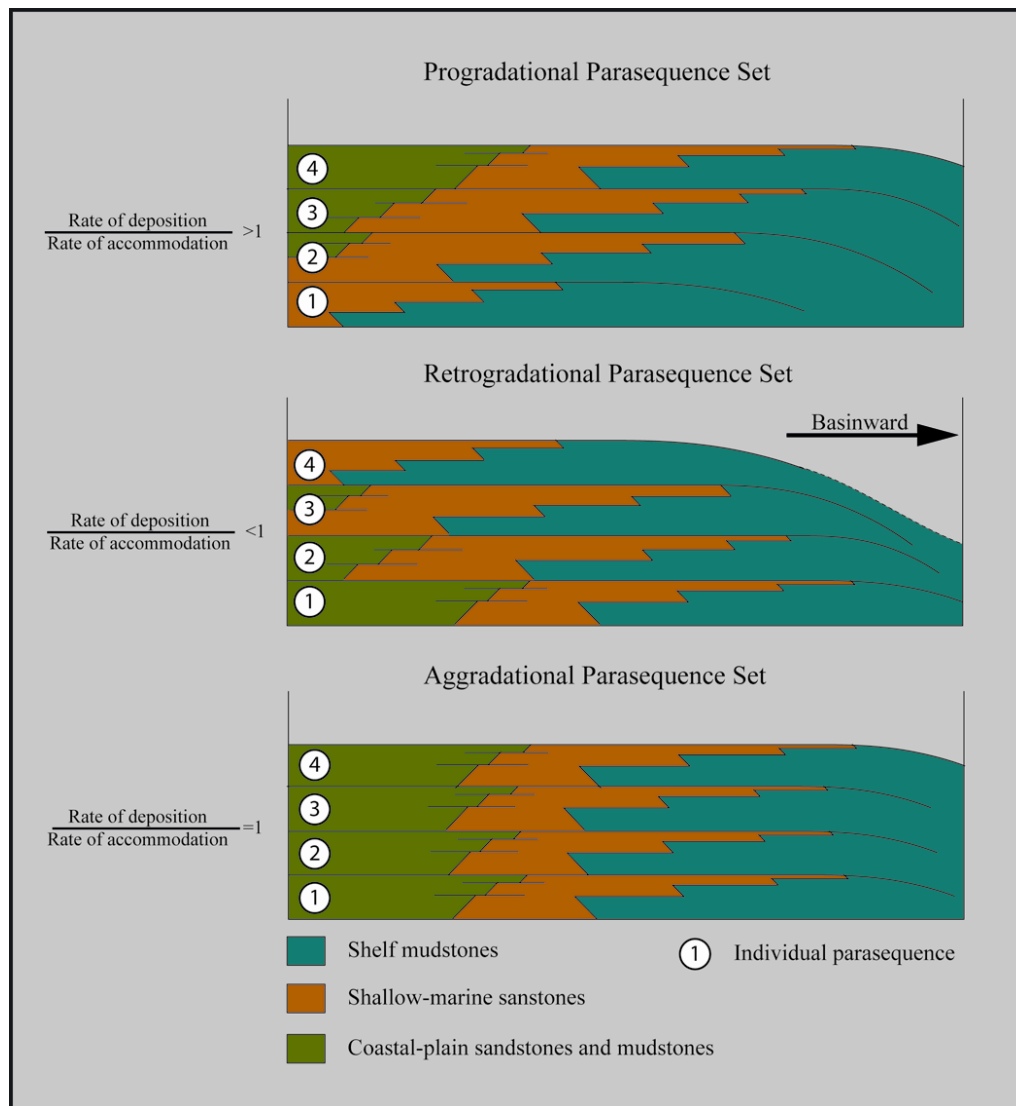 Progradational Parasequence Set
4
3
Rate of deposition
Rate of accommodation >1
2
1
Retrogradational Parasequence Set
Basinward
4
3
Rate of deposition
Rate of accommodation <1
2
1
Aggradational Parasequence Set
4
3
Rate of deposition
Rate of accommodation =1
2
1
Shelf mudstones
1 Individual parasequence
Shallow-marine sanstones
Coastal-plain sandstones and mudstones